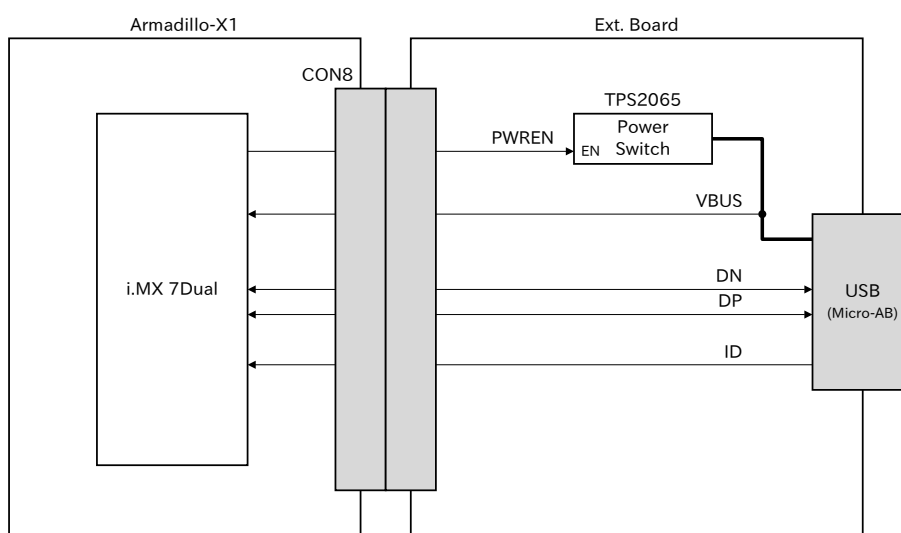 Armadillo-X1
Ext. Board
CON8
TPS2065
Power
Switch
PWREN
EN
VBUS
i.MX 7Dual
DN
DP
USB
(Micro-AB)
ID